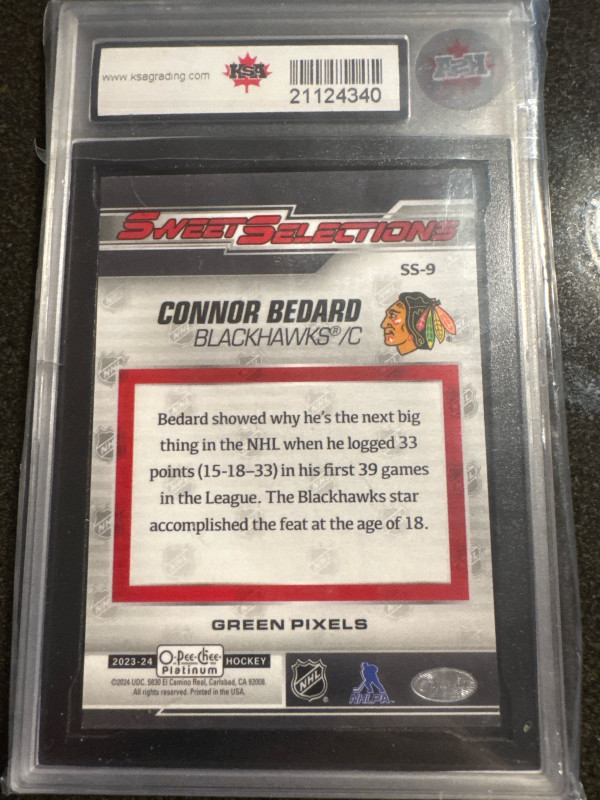 www.ksagrading.com
KSA
21124340
KSA
SWEET SELECTIONS
SS-9
CONNOR BEDARD
BLACKHAWKS®/C
Bedard showed why he's the next big
thing in the NHL when he logged 33
points (15-18–33) in his first 39 games
in the League. The Blackhawks star
accomplished the feat at the age of 18.
GREEN PIXELS
2023-24 O-Pee-Chee Platinum HOCKEY
©2024 UDC. 5830 El Camino Real, Carlsbad, CA 92008.
All rights reserved. Printed in the USA.
NHL
NHLPA